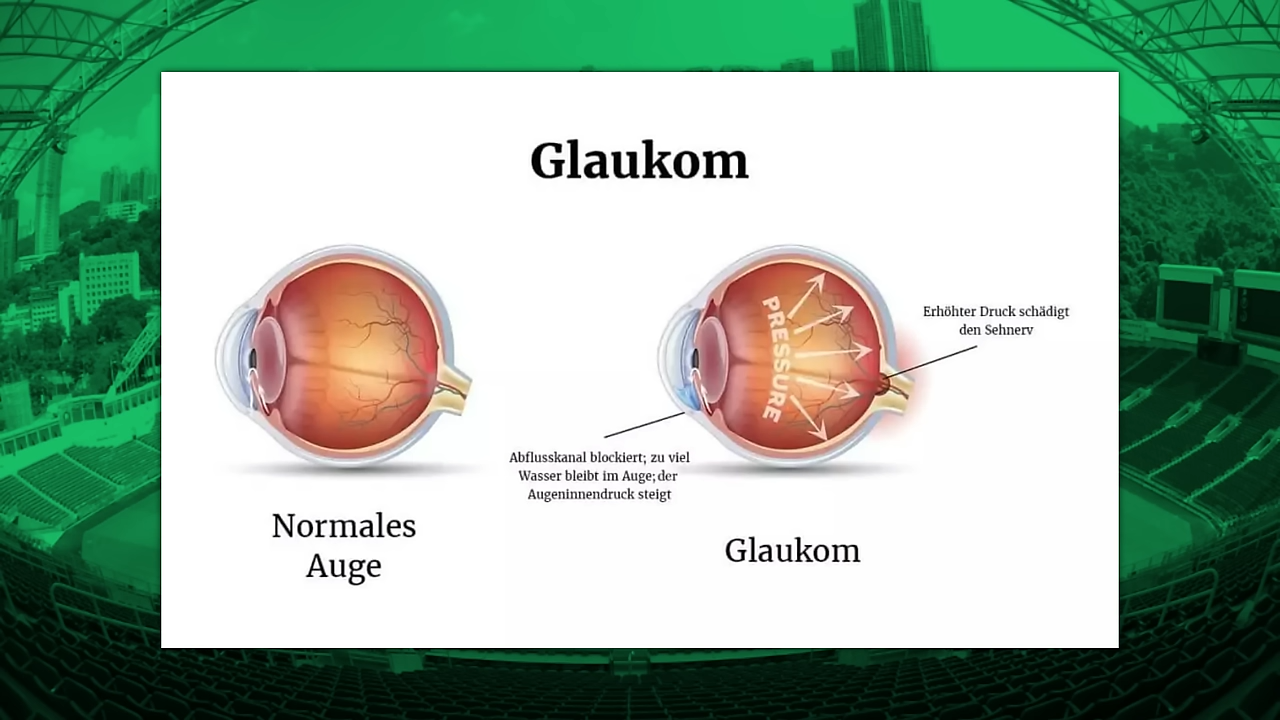 Glaukom
PRESSURE
Erhöhter Druck schädigt
den Sehnerv
Abflusskanal blockiert; zu viel
Wasser bleibt im Auge; der
Augeninnendruck steigt
Normales
Auge
Glaukom